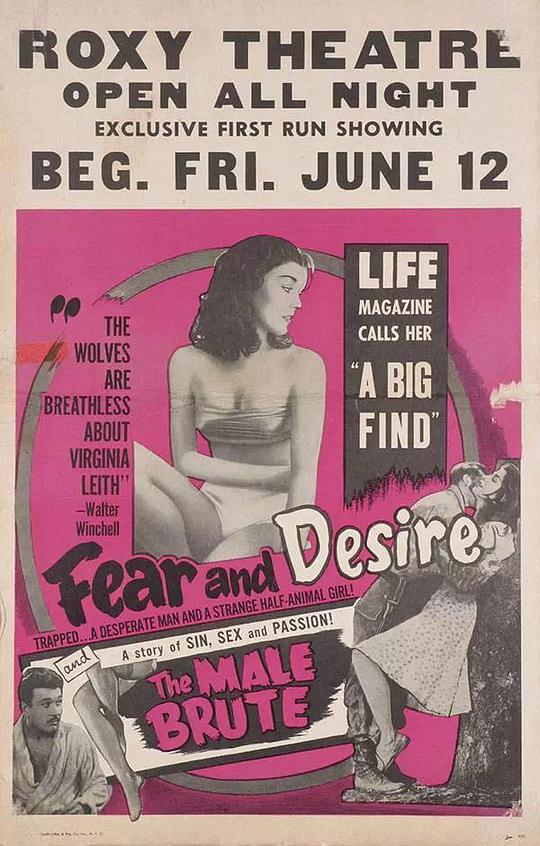 ROXY THEATRE
OPEN ALL NIGHT
EXCLUSIVE FIRST RUN SHOWING
BEG. FRI. JUNE 12
"THE
WOLVES
ARE
BREATHLESS
ABOUT
VIRGINIA
LEITH"
—Walter
Winchell
LIFE
MAGAZINE
CALLS HER
"A BIG
FIND"
Fear and Desire
TRAPPED...A DESPERATE MAN AND A STRANGE HALF-ANIMAL GIRL!
and
A story of SIN, SEX and PASSION!
The MALE
BRUTE